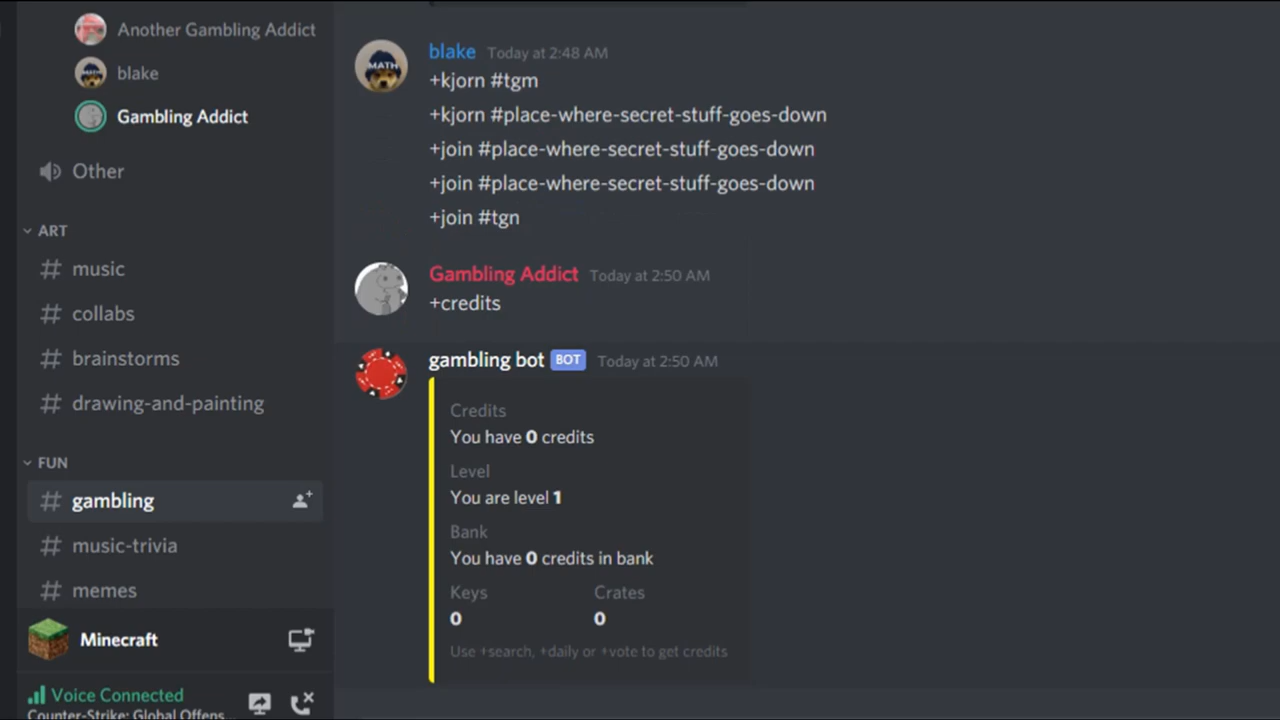 Another Gambling Addict
blake
Gambling Addict
Other
ART
# music
# collabs
# brainstorms
# drawing-and-painting
FUN
# gambling
# music-trivia
# memes
Minecraft
Voice Connected
Counter-Strike: Global Offens...
blake Today at 2:48 AM
MATH
+kjorn #tgm
+kjorn #place-where-secret-stuff-goes-down
+join #place-where-secret-stuff-goes-down
+join #place-where-secret-stuff-goes-down
+join #tgn
Gambling Addict Today at 2:50 AM
+credits
gambling bot BOT Today at 2:50 AM
Credits
You have 0 credits
Level
You are level 1
Bank
You have 0 credits in bank
Keys Crates
0 0
Use +search, +daily or +vote to get credits